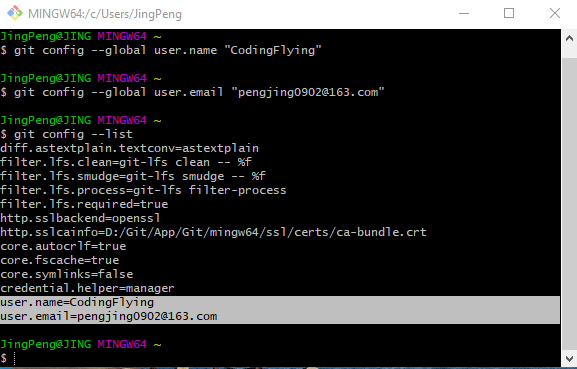 MINGW64:/c/Users/JingPeng
JingPeng@JING MINGW64 ~
$ git config --global user.name "CodingFlying"
JingPeng@JING MINGW64 ~
$ git config --global user.email "pengjing0902@163.com"
JingPeng@JING MINGW64 ~
$ git config --list
diff.astextplain.textconv=astextplain
filter.lfs.clean=git-lfs clean -- %f
filter.lfs.smudge=git-lfs smudge -- %f
filter.lfs.process=git-lfs filter-process
filter.lfs.required=true
http.sslbackend=openssl
http.sslcainfo=D:/Git/App/Git/mingw64/ssl/certs/ca-bundle.crt
core.autocrlf=true
core.fscache=true
core.symlinks=false
credential.helper=manager
user.name=CodingFlying
user.email=pengjing0902@163.com
JingPeng@JING MINGW64 ~
$